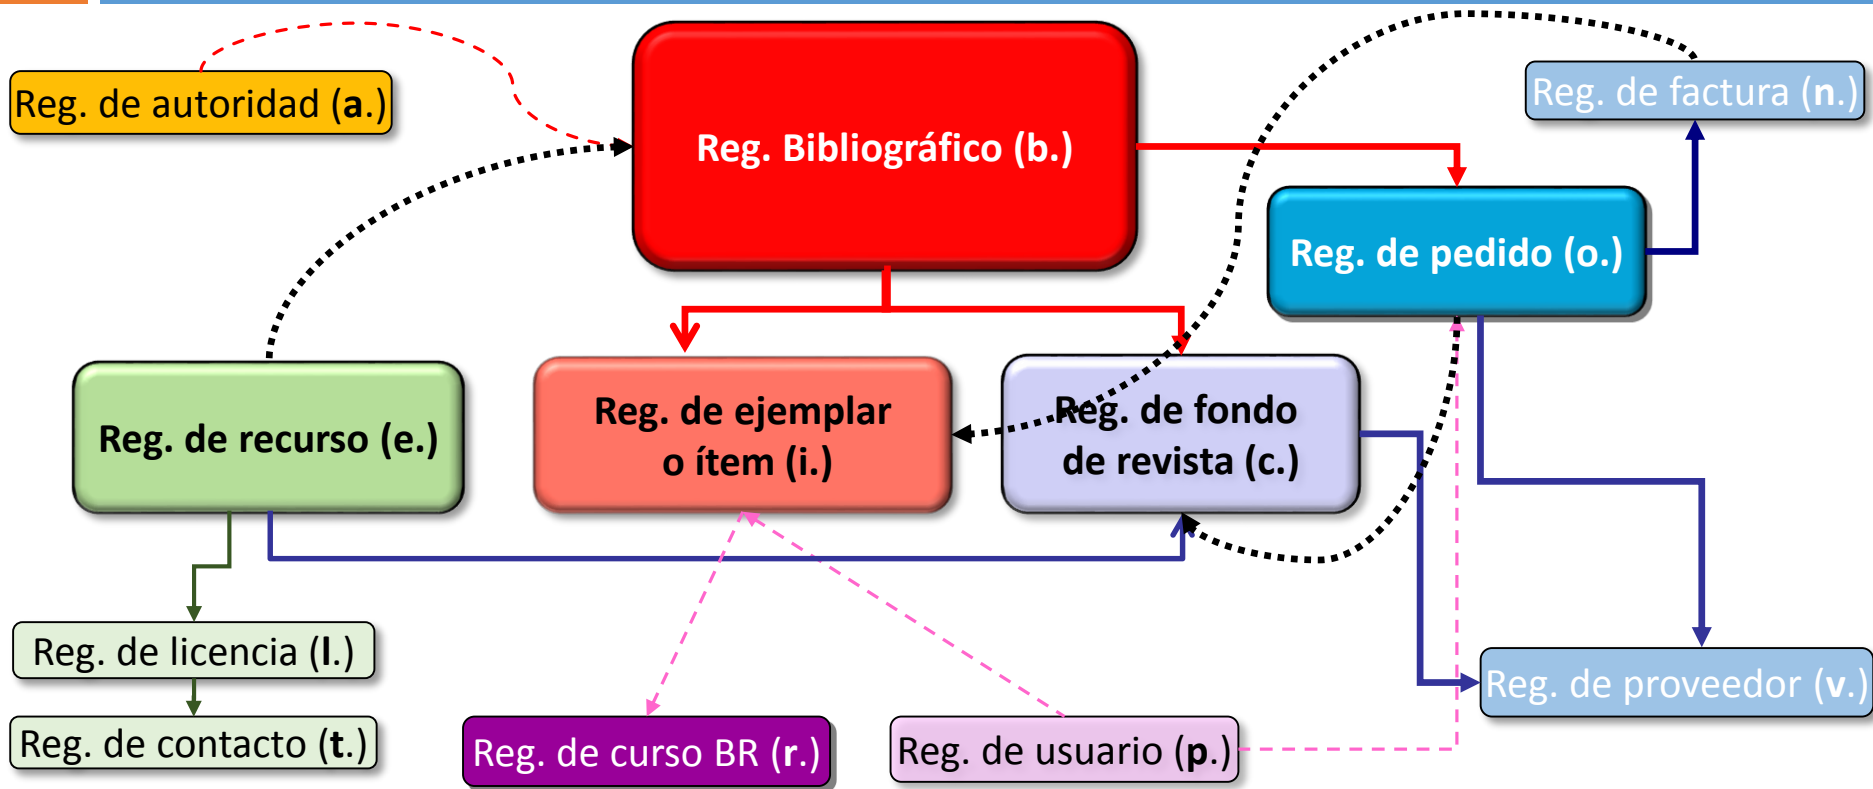 Reg. de autoridad (a.)
Reg. Bibliográfico (b.)
Reg. de factura (n.)
Reg. de pedido (o.)
Reg. de recurso (e.)
Reg. de ejemplar
o ítem (i.)
Reg. de fondo
de revista (c.)
Reg. de licencia (l.)
Reg. de contacto (t.)
Reg. de curso BR (r.)
Reg. de usuario (p.)
Reg. de proveedor (v.)